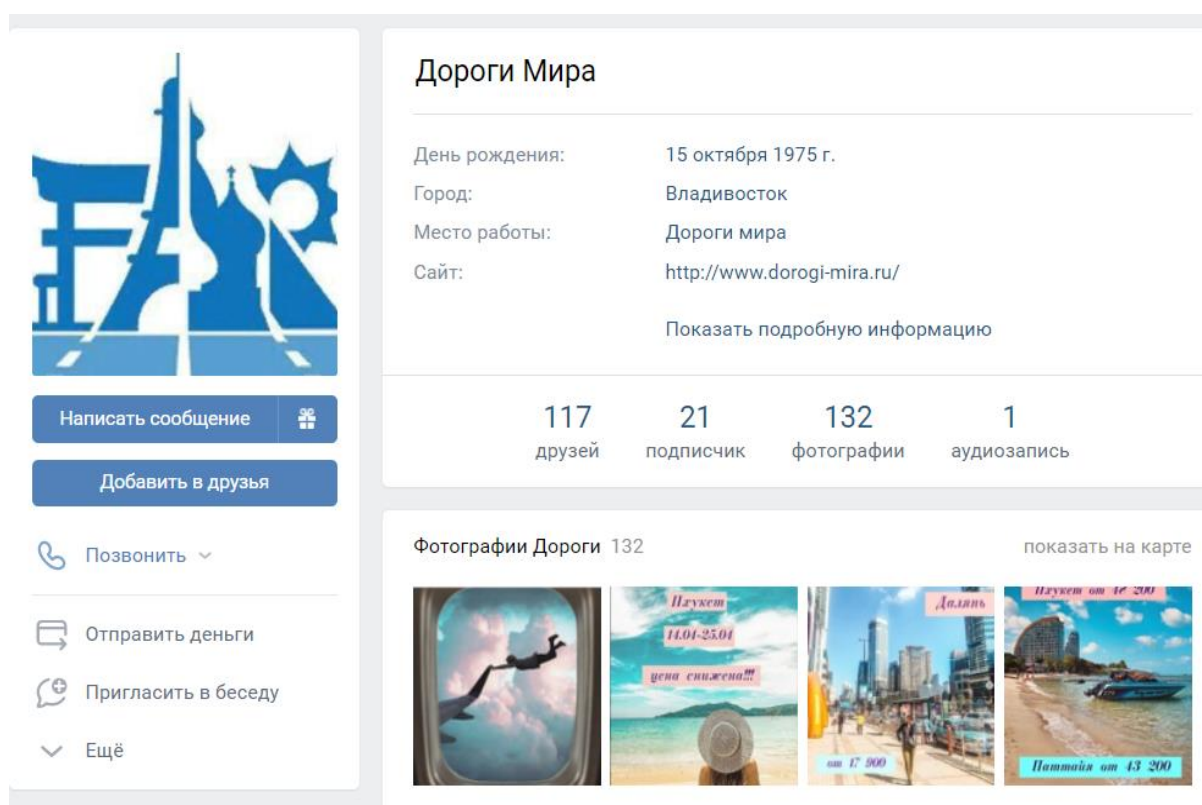 Дороги Мира
День рождения: 15 октября 1975 г.
Город: Владивосток
Место работы: Дороги мира
Сайт: http://www.dorogi-mira.ru/
Показать подробную информацию
117 21 132 1
друзей подписчик фотографии аудиозапись
Написать сообщение
Добавить в друзья
Позвонить
Отправить деньги
Пригласить в беседу
Ещё
Фотографии Дороги 132 показать на карте
Пхукет
14.01-25.01
цена снижена!!!
Далянь
от 17 900
Пхукет от
Паттайя от 43 200